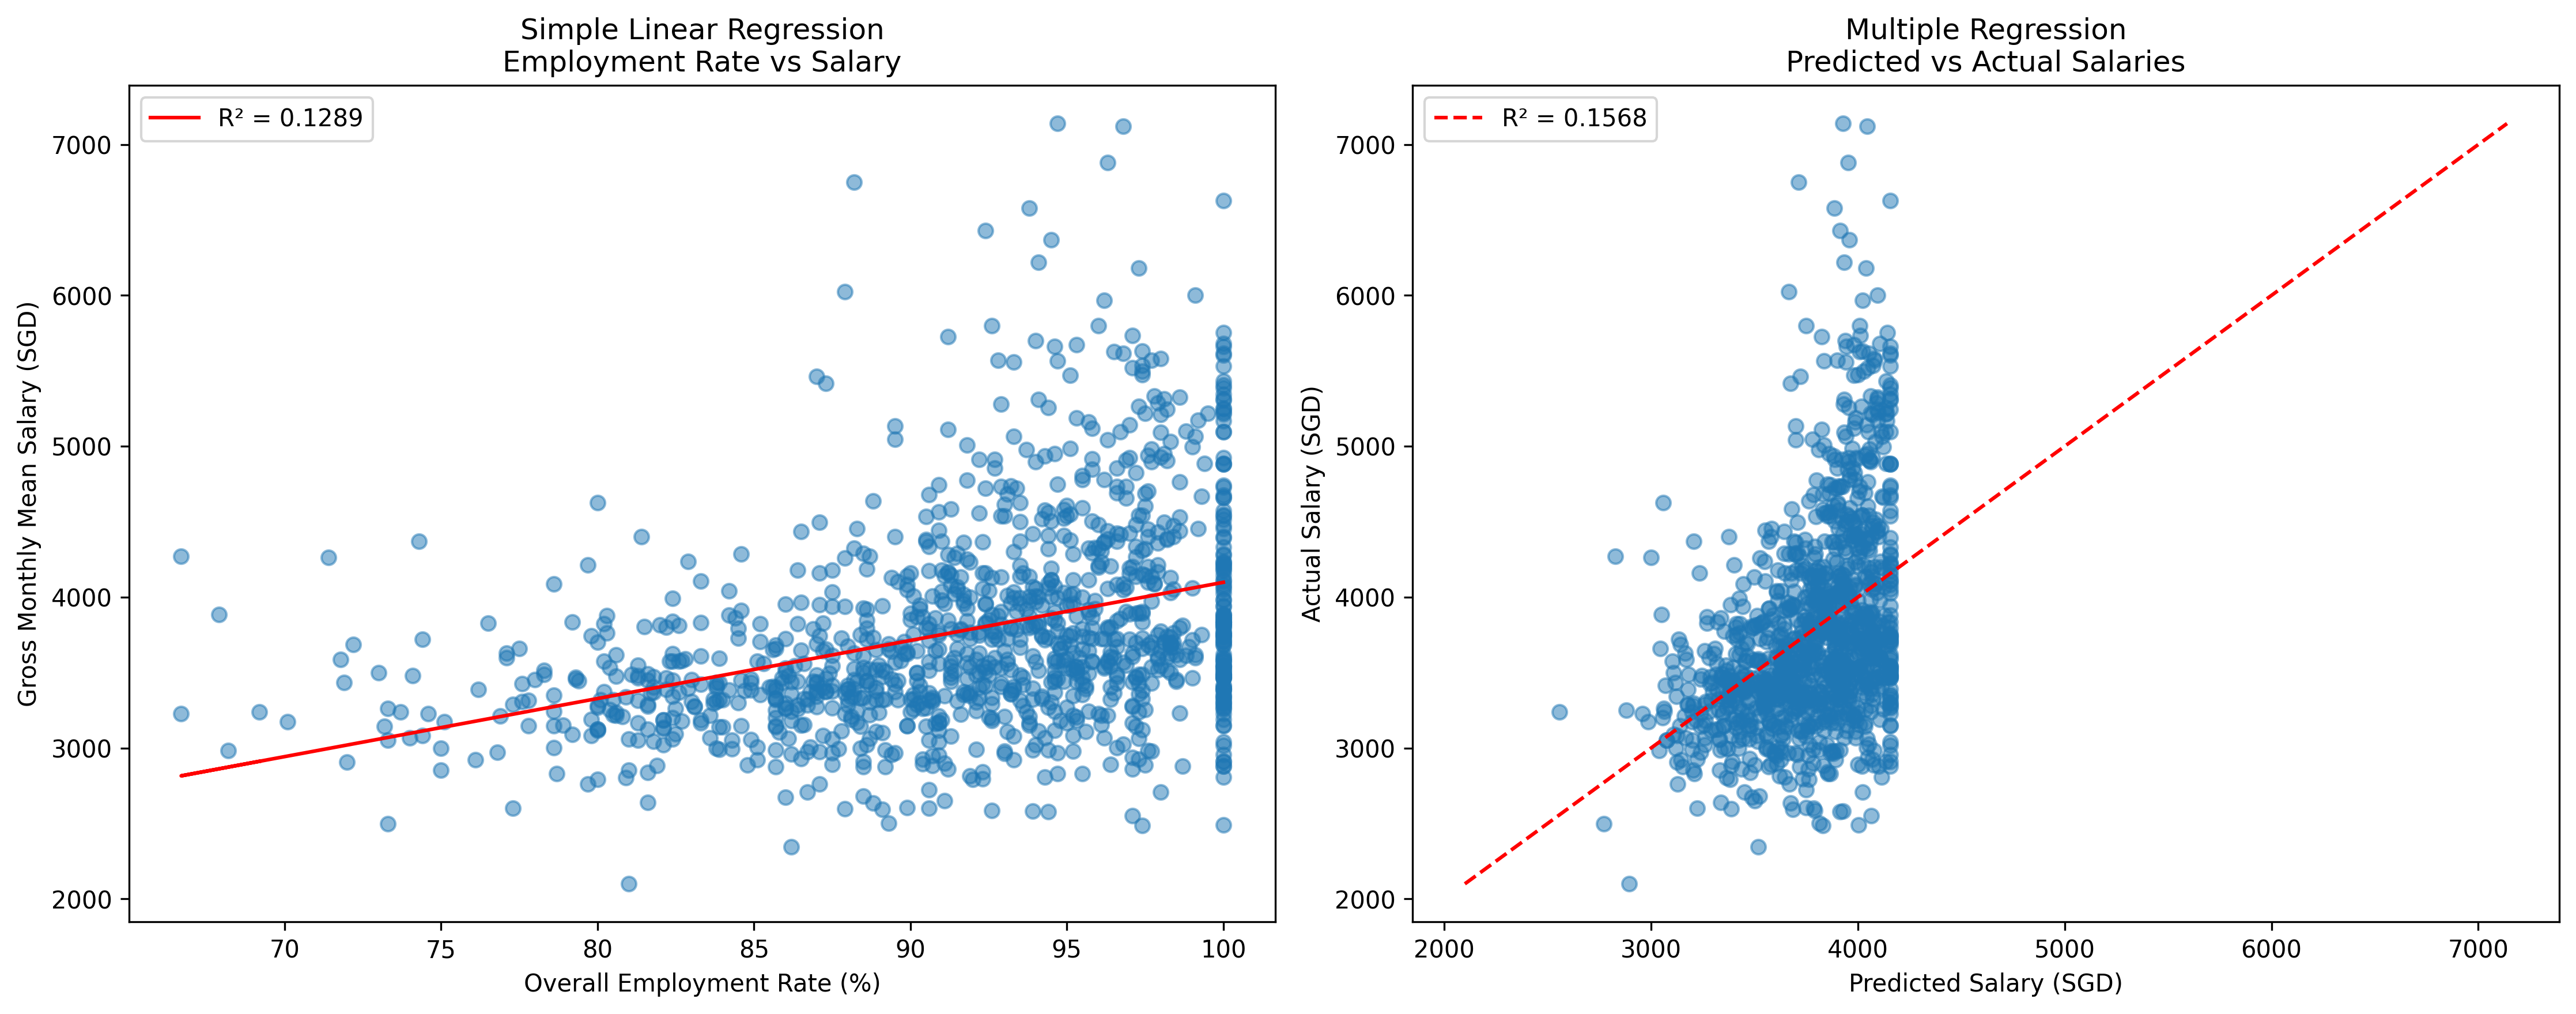 Simple Linear Regression
Employment Rate vs Salary
R² = 0.1289
Gross Monthly Mean Salary (SGD)
7000
6000
5000
4000
3000
2000
70 75 80 85 90 95 100
Overall Employment Rate (%)
Multiple Regression
Predicted vs Actual Salaries
R² = 0.1568
Actual Salary (SGD)
7000
6000
5000
4000
3000
2000
2000 3000 4000 5000 6000 7000
Predicted Salary (SGD)